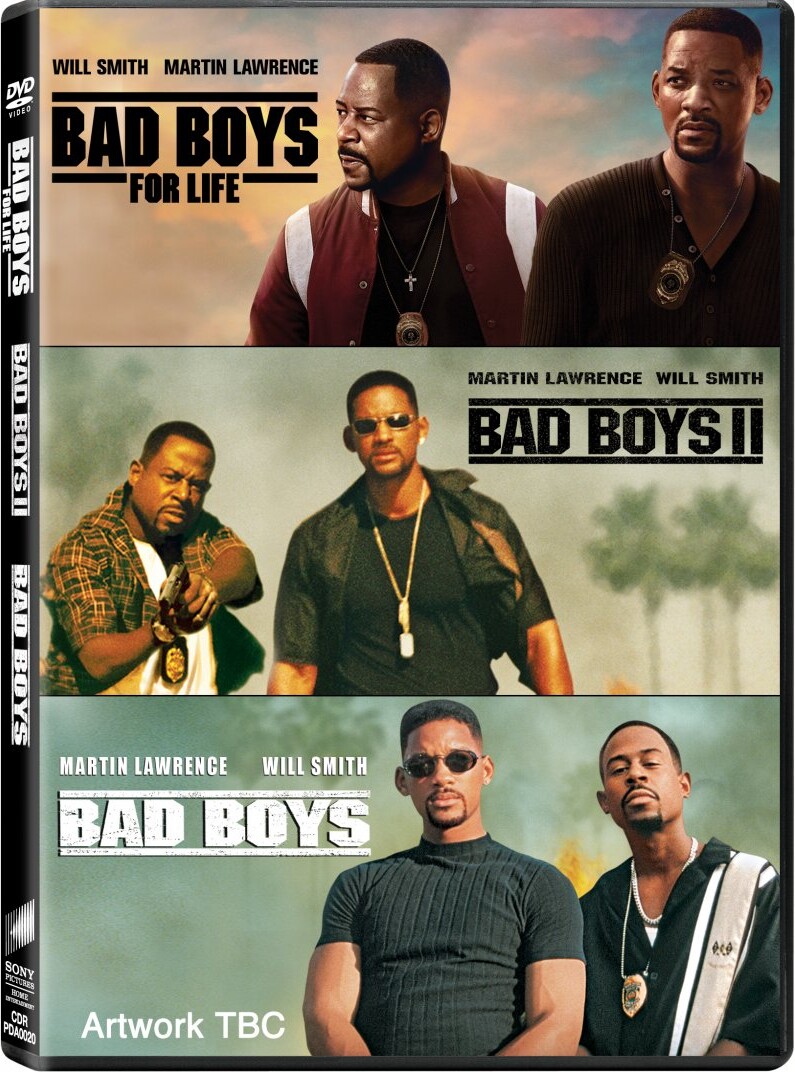 DVD
VIDEO
BAD BOYS
FOR LIFE
BAD BOYS II
BAD BOYS
SONY
PICTURES
HOME
ENTERTAINMENT
CDR
PDA0020
WILL SMITH MARTIN LAWRENCE
BAD BOYS
FOR LIFE
MARTIN LAWRENCE WILL SMITH
BAD BOYS II
MARTIN LAWRENCE WILL SMITH
BAD BOYS
Artwork TBC